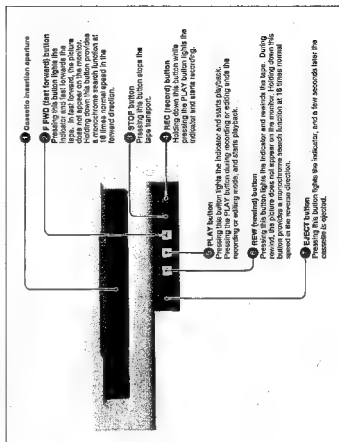 Cassette insertion aperture
F FWD (fast forward) button
Pressing this button lights the
indicator and fast forwards the
tape. In fast forward, the picture
does not appear on the monitor.
Holding down this button provides
a monochrome search function at
16 times normal speed in the
forward direction.
STOP button
Pressing this button stops the
tape transport.
REC (record) button
Holding down this button while
pressing the PLAY button lights the
indicator and starts recording.
PLAY button
Pressing this button lights the indicator and starts playback.
Pressing the PLAY button during recording or editing ends the
recording or editing mode, and starts playback.
REW (rewind) button
Pressing this button lights the indicator and rewinds the tape. During
rewind, the picture does not appear on the monitor. Holding down this
button provides a monochrome search function at 16 times normal
speed in the reverse direction.
EJECT button
Pressing this button lights the indicator, and a few seconds later the
cassette is ejected.